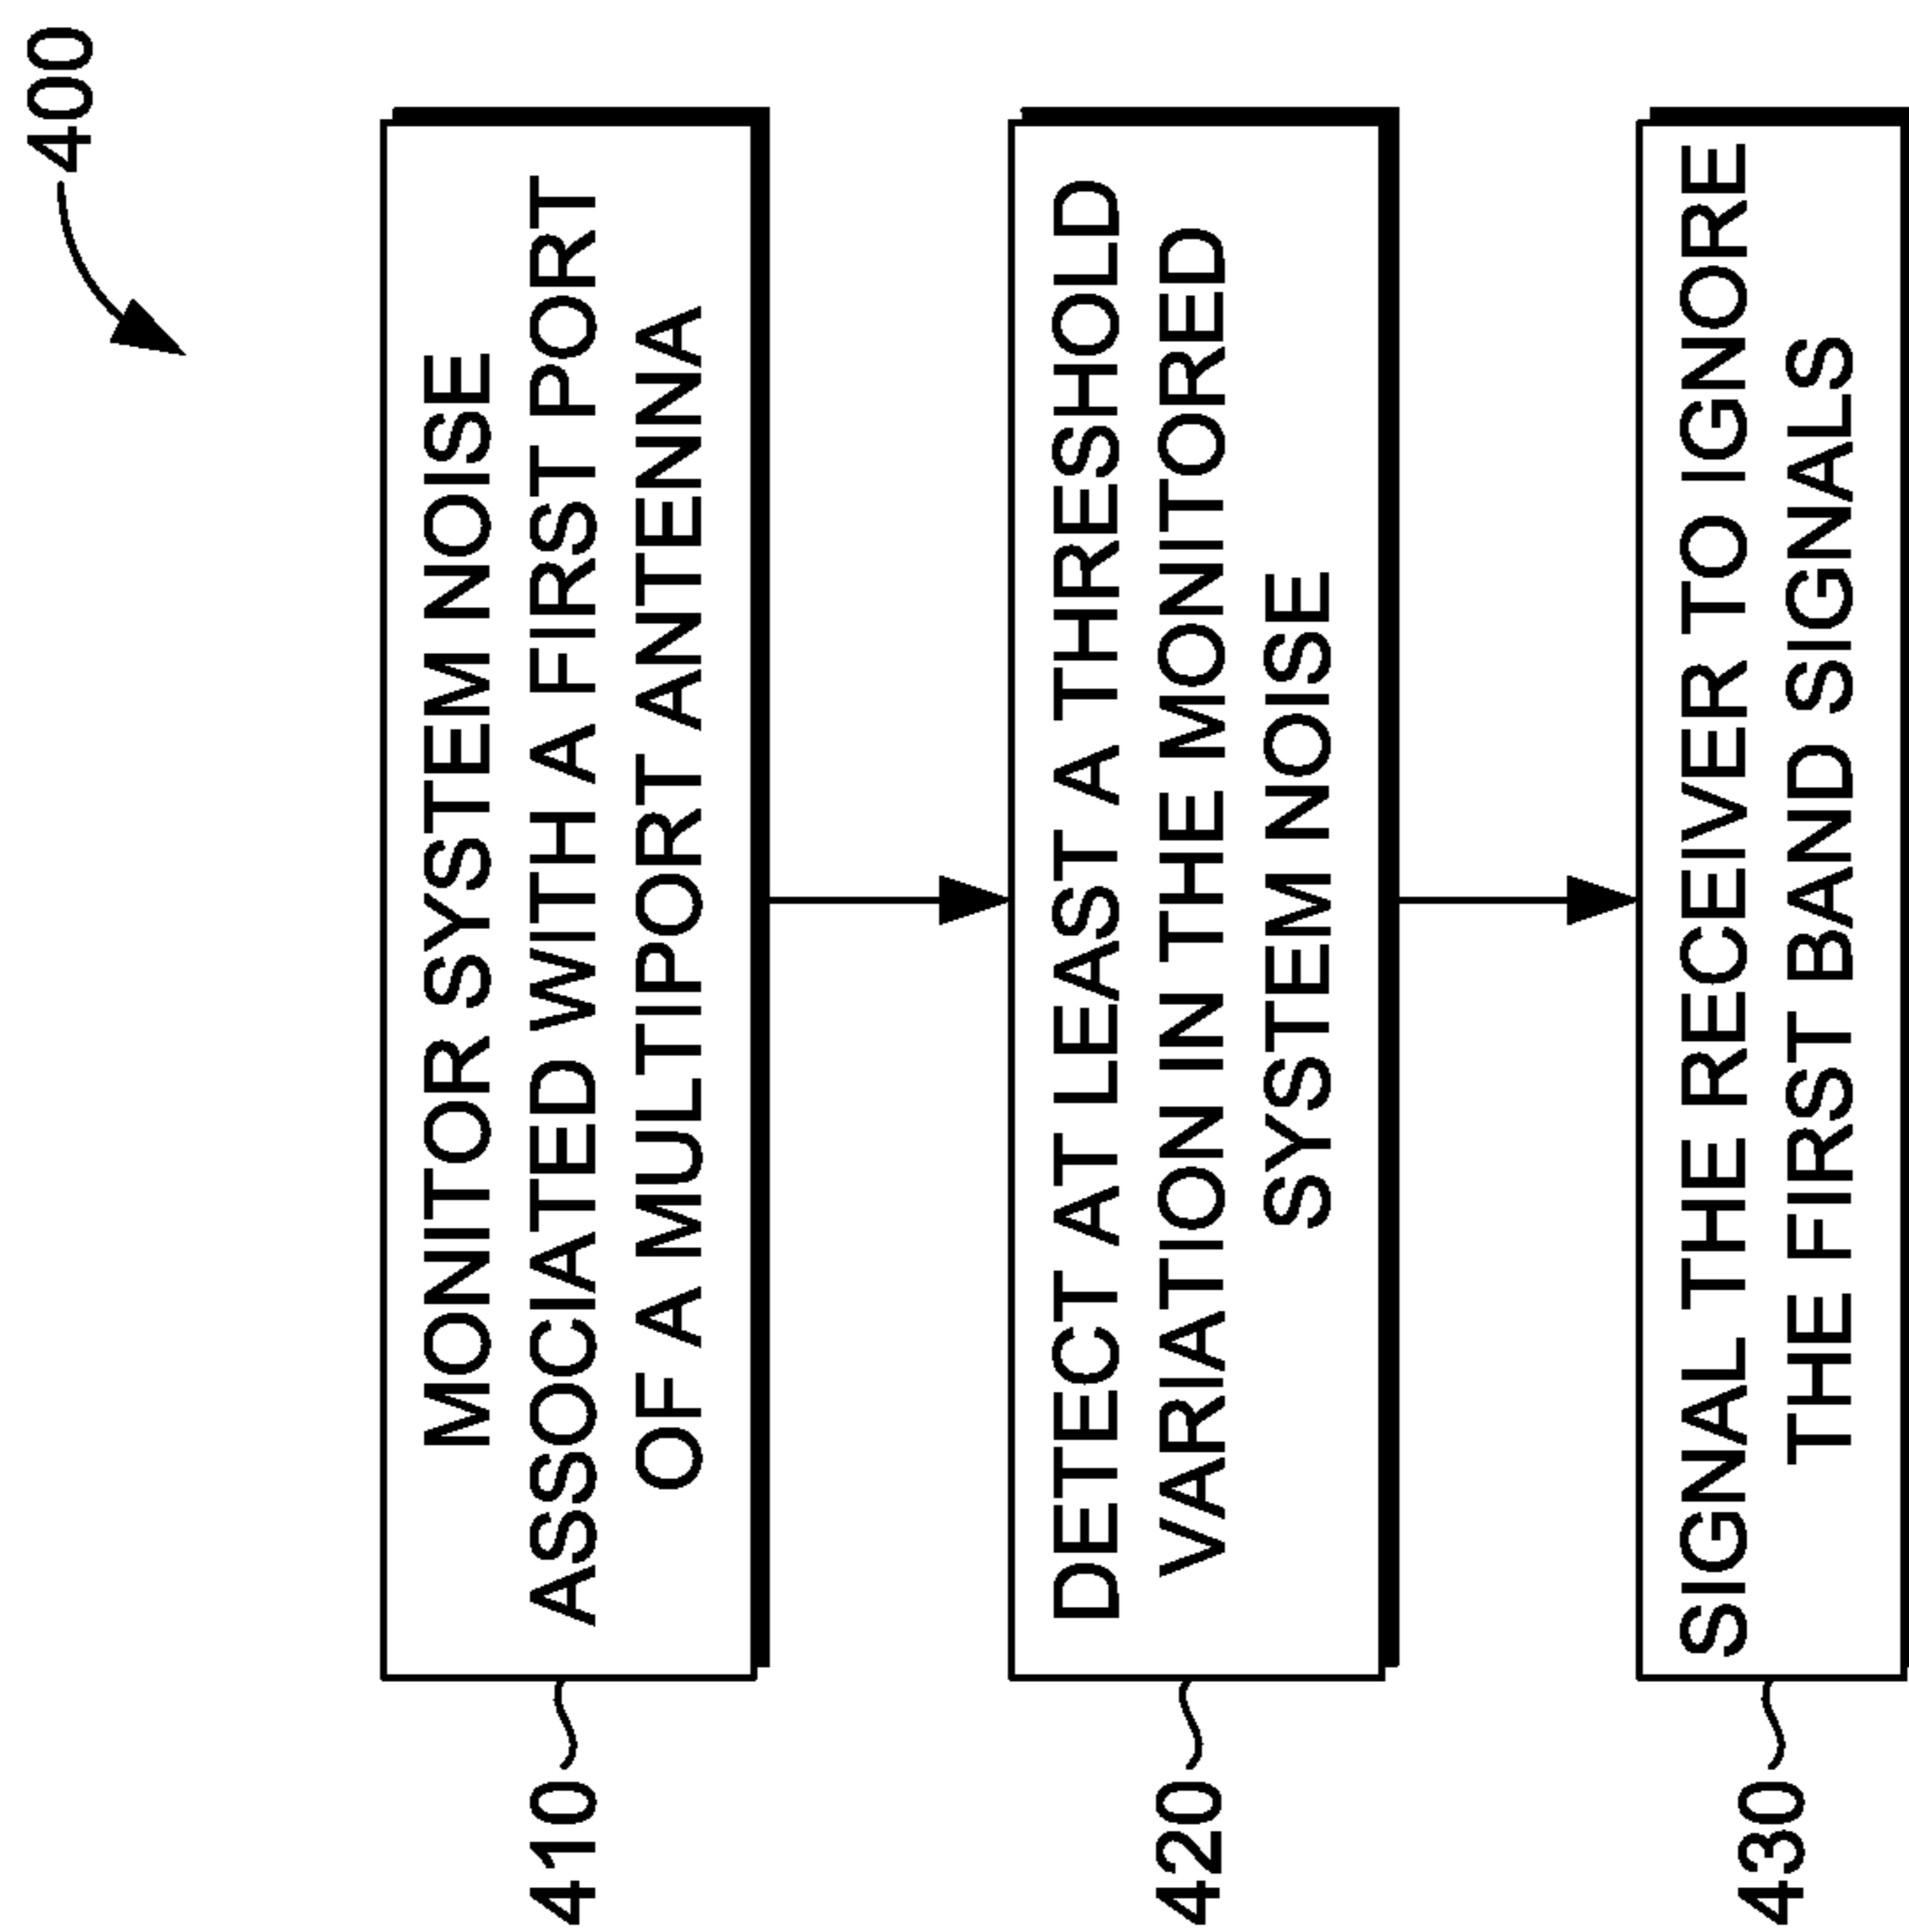 400
410
MONITOR SYSTEM NOISE
ASSOCIATED WITH A FIRST PORT
OF A MULTIPORT ANTENNA
420
DETECT AT LEAST A THRESHOLD
VARIATION IN THE MONITORED
SYSTEM NOISE
430
SIGNAL THE RECEIVER TO IGNORE
THE FIRST BAND SIGNALS